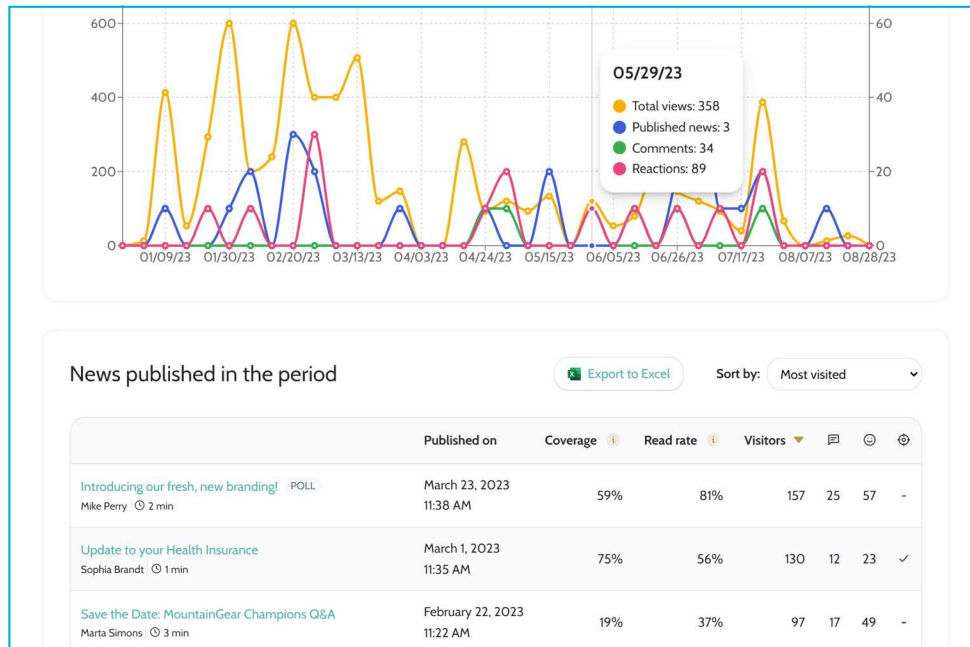 600
60
400
40
200
20
0
0
01/09/23 01/30/23 02/20/23 03/13/23 04/03/23 04/24/23 05/15/23 06/05/23 06/26/23 07/17/23 08/07/23 08/28/23
05/29/23
Total views: 358
Published news: 3
Comments: 34
Reactions: 89
News published in the period
Export to Excel
Sort by: Most visited
Published on Coverage i Read rate i Visitors
Introducing our fresh, new branding! POLL
Mike Perry 2 min
March 23, 2023
11:38 AM
59% 81% 157 25 57 -
Update to your Health Insurance
Sophia Brandt 1 min
March 1, 2023
11:35 AM
75% 56% 130 12 23
Save the Date: MountainGear Champions Q&A
Marta Simons 3 min
February 22, 2023
11:22 AM
19% 37% 97 17 49 -